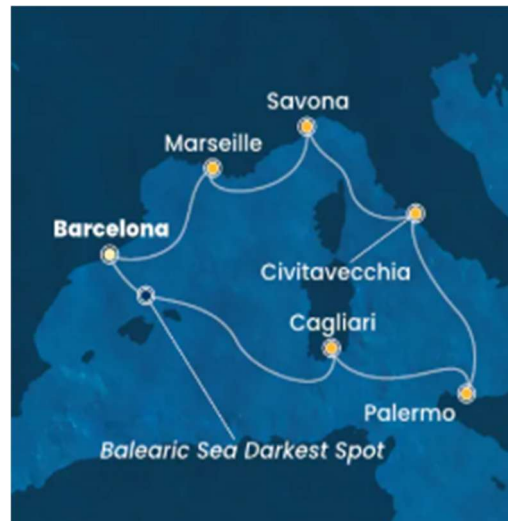 Savona
Marseille
Barcelona
Civitavecchia
Cagliari
Palermo
Balearic Sea Darkest Spot